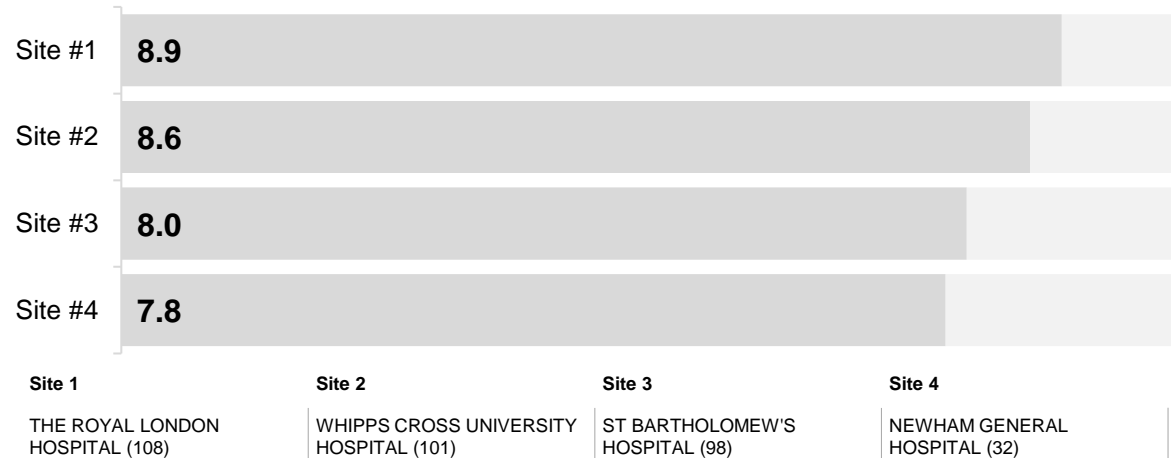 Site #1 8.9
Site #2 8.6
Site #3 8.0
Site #4 7.8
Site 1
THE ROYAL LONDON
HOSPITAL (108)
Site 2
WHIPPS CROSS UNIVERSITY
HOSPITAL (101)
Site 3
ST BARTHOLOMEW'S
HOSPITAL (98)
Site 4
NEWHAM GENERAL
HOSPITAL (32)